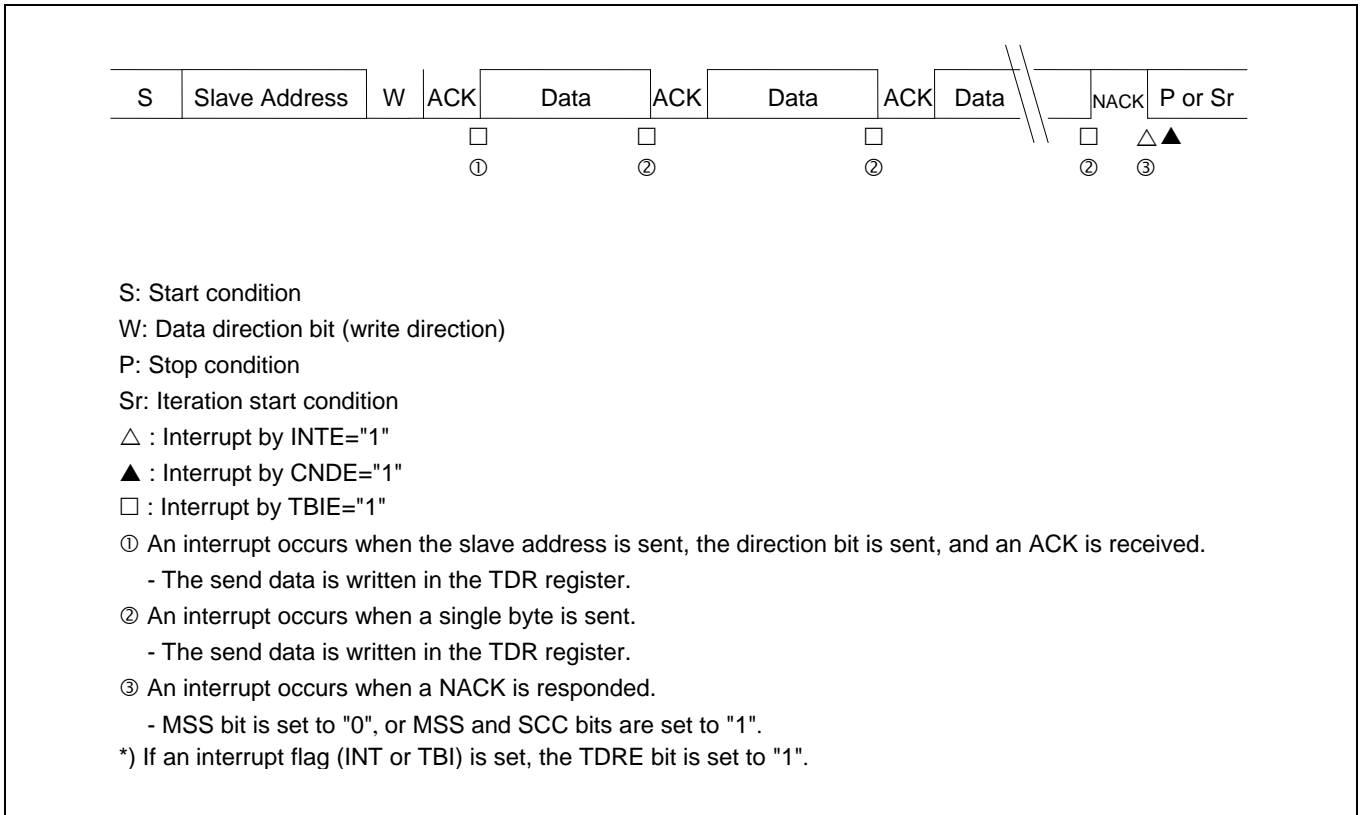 S Slave Address W ACK Data ACK Data ACK Data NACK P or Sr
□ □ □ □ △ ▲
① ② ② ② ③
S: Start condition
W: Data direction bit (write direction)
P: Stop condition
Sr: Iteration start condition
△ : Interrupt by INTE="1"
▲ : Interrupt by CNDE="1"
□ : Interrupt by TBIE="1"
① An interrupt occurs when the slave address is sent, the direction bit is sent, and an ACK is received.
- The send data is written in the TDR register.
② An interrupt occurs when a single byte is sent.
- The send data is written in the TDR register.
③ An interrupt occurs when a NACK is responded.
- MSS bit is set to "0", or MSS and SCC bits are set to "1".
*) If an interrupt flag (INT or TBI) is set, the TDRE bit is set to "1".